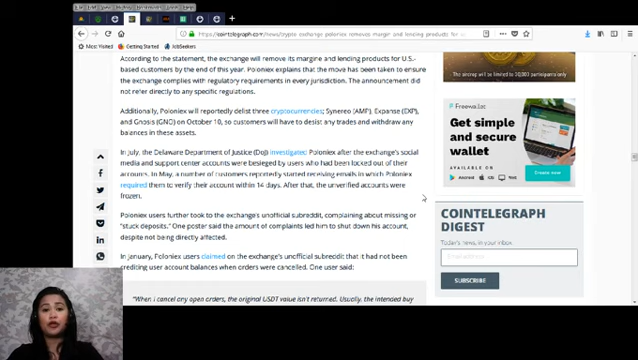 Most Visited Getting Started JobSeekers
https://cointelegraph.com/news/crypto exchange poloniex removes margin and lending products for
According to the statement, the exchange will remove its margin and lending products for U.S.-
based customers by the end of this year. Poloniex explains that the move has been taken to ensure
the exchange complies with regulatory requirements in every jurisdiction. The announcement did
not refer directly to any specific regulations.
Additionally, Poloniex will reportedly delist three cryptocurrencies; Synereo (AMP), Expanse (EXP),
and Gnosis (GNO) on October 10, so customers will have to desist any trades and withdraw any
balances in these assets.
In July, the Delaware Department of Justice (DoJ) investigated Poloniex after the exchange's social
media and support center accounts were besieged by users who had been locked out of their
accounts. In May, a number of customers reportedly started receiving emails in which Poloniex
required them to verify their account within 14 days. After that, the unverified accounts were
frozen.
Poloniex users further took to the exchange's unofficial subreddit, complaining about missing or
"stuck deposits." One poster said the amount of complaints led him to shut down his account,
despite not being directly affected.
In January, Poloniex users claimed on the exchange's unofficial subreddit that it had not been
crediting user account balances when orders were cancelled. One user said:
"When I cancel any open orders, the original USDT value isn't returned. Usually, the intended buy
The airdrop will be limited to 30,000 participants only
Freewallet
Get simple
and secure
wallet
AVAILABLE ON
Android iOS Web
Create now
COINTELEGRAPH
DIGEST
Today's news, in your inbox
Email address
SUBSCRIBE